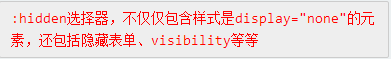 :hidden选择器，不仅仅包含样式是display="none"的元
素，还包括隐藏表单、visibility等等